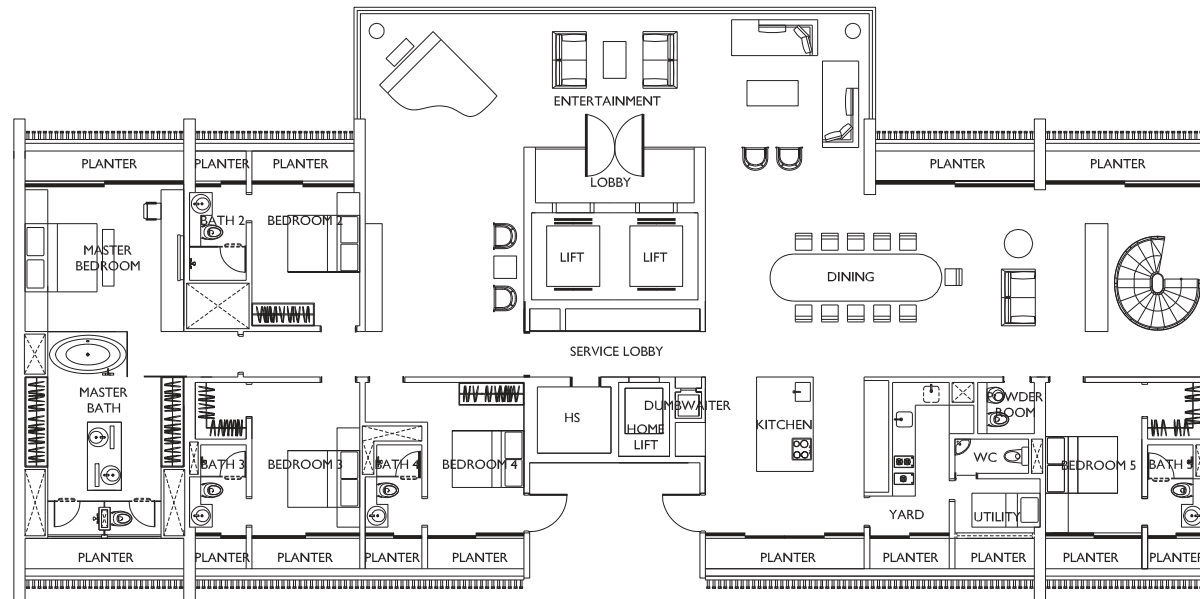 ENTERTAINMENT
PLANTER
PLANTER
PLANTER
PLANTER
PLANTER
LOBBY
BATH 2
BEDROOM 2
MASTER
BEDROOM
LIFT
LIFT
DINING
SERVICE LOBBY
MASTER
BATH
HS
DUMBWAITER
HOME
LIFT
KITCHEN
POWDER
ROOM
BATH 3
BEDROOM 3
BATH 4
BEDROOM 4
WC
BEDROOM 5
BATH 5
YARD
UTILITY
PLANTER
PLANTER
PLANTER
PLANTER
PLANTER
PLANTER
PLANTER
PLANTER
PLANTER
PLANTER